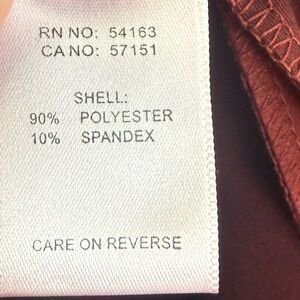 RN NO: 54163
CA NO: 57151
SHELL:
90% POLYESTER
10% SPANDEX
CARE ON REVERSE